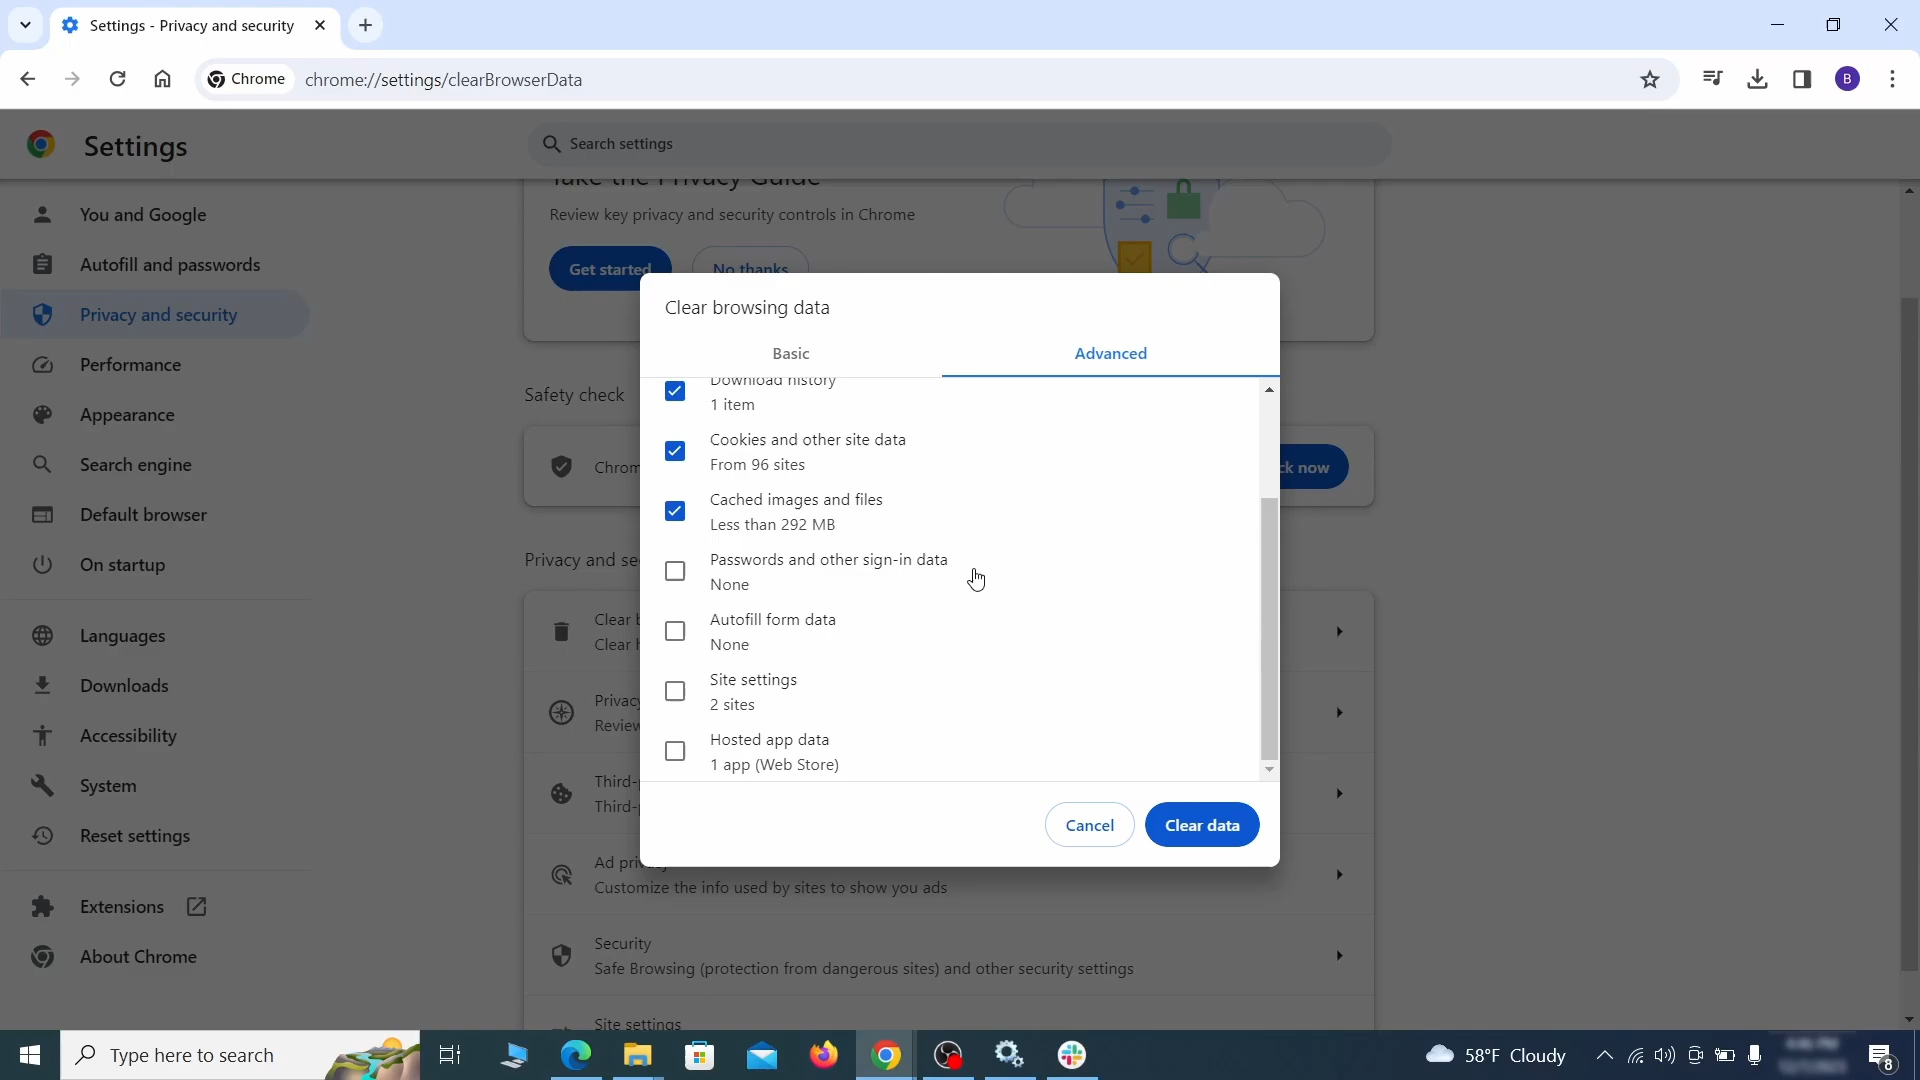 Settings - Privacy and security
Chrome
chrome://settings/clearBrowserData
B
Settings
Search settings
You and Google
Autofill and passwords
Privacy and security
Performance
Appearance
Search engine
Default browser
On startup
Languages
Downloads
Accessibility
System
Reset settings
Extensions
About Chrome
Take the Privacy Guide
Review key privacy and security controls in Chrome
Get started
No thanks
Safety check
Chrom
ck now
Privacy and se
Clear b
Clear h
Privacy
Review
Third-p
Third-p
Ad privacy
Customize the info used by sites to show you ads
Security
Safe Browsing (protection from dangerous sites) and other security settings
Site settings
Clear browsing data
Basic
Advanced
Download history
1 item
Cookies and other site data
From 96 sites
Cached images and files
Less than 292 MB
Passwords and other sign-in data
None
Autofill form data
None
Site settings
2 sites
Hosted app data
1 app (Web Store)
Cancel
Clear data
Type here to search
58°F Cloudy
8